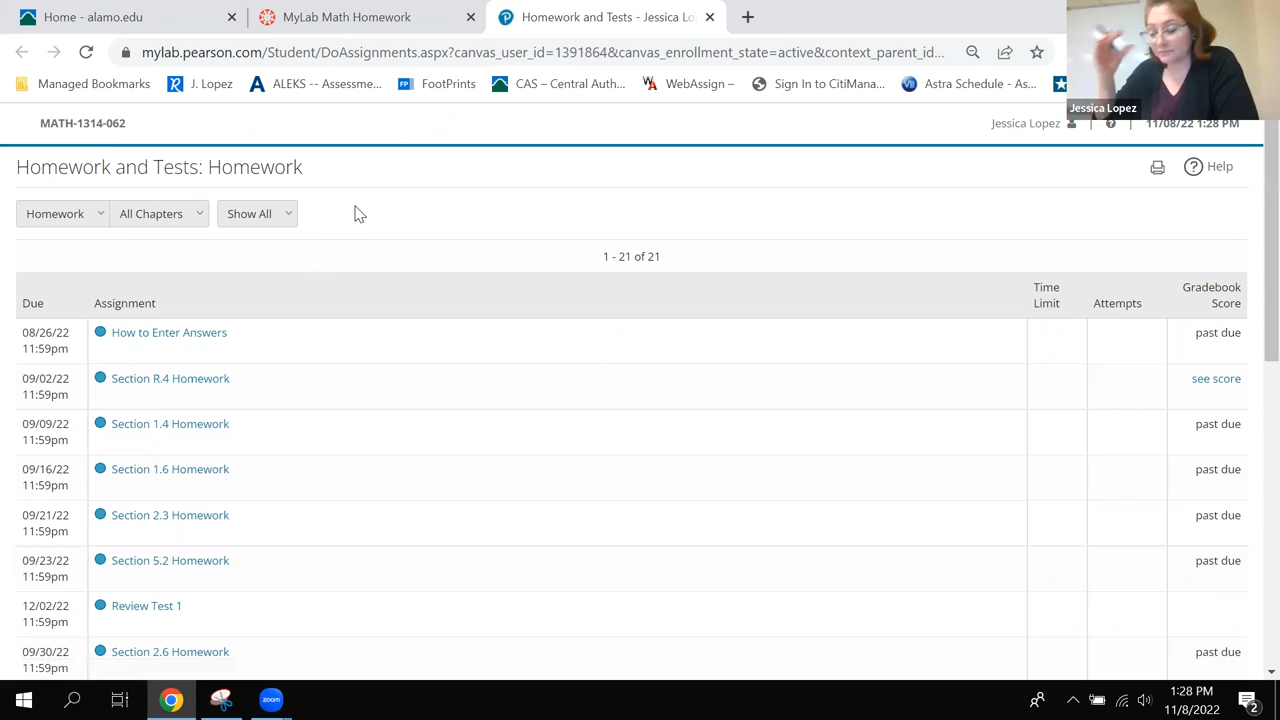 Home - alamo.edu
MyLab Math Homework
Homework and Tests - Jessica Lo
mylab.pearson.com/Student/DoAssignments.aspx?canvas_user_id=1391864&canvas_enrollment_state=active&context_parent_id...
Managed Bookmarks
J. Lopez
ALEKS -- Assessme...
FootPrints
CAS – Central Auth...
WebAssign –
Sign In to CitiMana...
Astra Schedule - As...
Jessica Lopez
MATH-1314-062
Jessica Lopez
11/08/22 1:28 PM
Homework and Tests: Homework
Help
Homework
All Chapters
Show All
1 - 21 of 21
Due
Assignment
Time
Limit
Attempts
Gradebook
Score
08/26/22
11:59pm
How to Enter Answers
past due
09/02/22
11:59pm
Section R.4 Homework
see score
09/09/22
11:59pm
Section 1.4 Homework
past due
09/16/22
11:59pm
Section 1.6 Homework
past due
09/21/22
11:59pm
Section 2.3 Homework
past due
09/23/22
11:59pm
Section 5.2 Homework
past due
12/02/22
11:59pm
Review Test 1
09/30/22
11:59pm
Section 2.6 Homework
past due
zoom
1:28 PM
11/8/2022
2